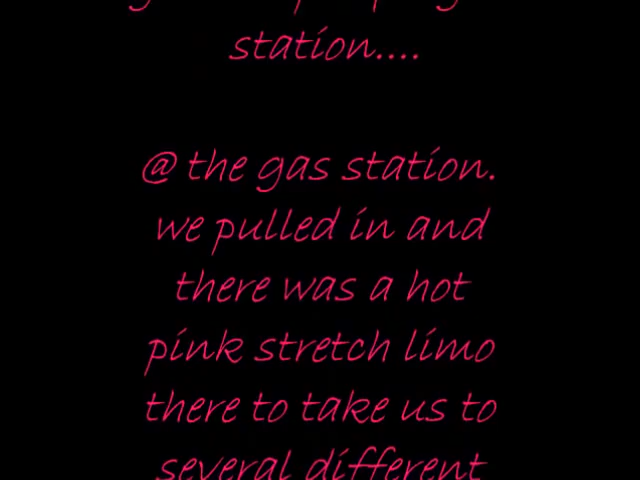 station....
@ the gas station.
we pulled in and
there was a hot
pink stretch limo
there to take us to
several different